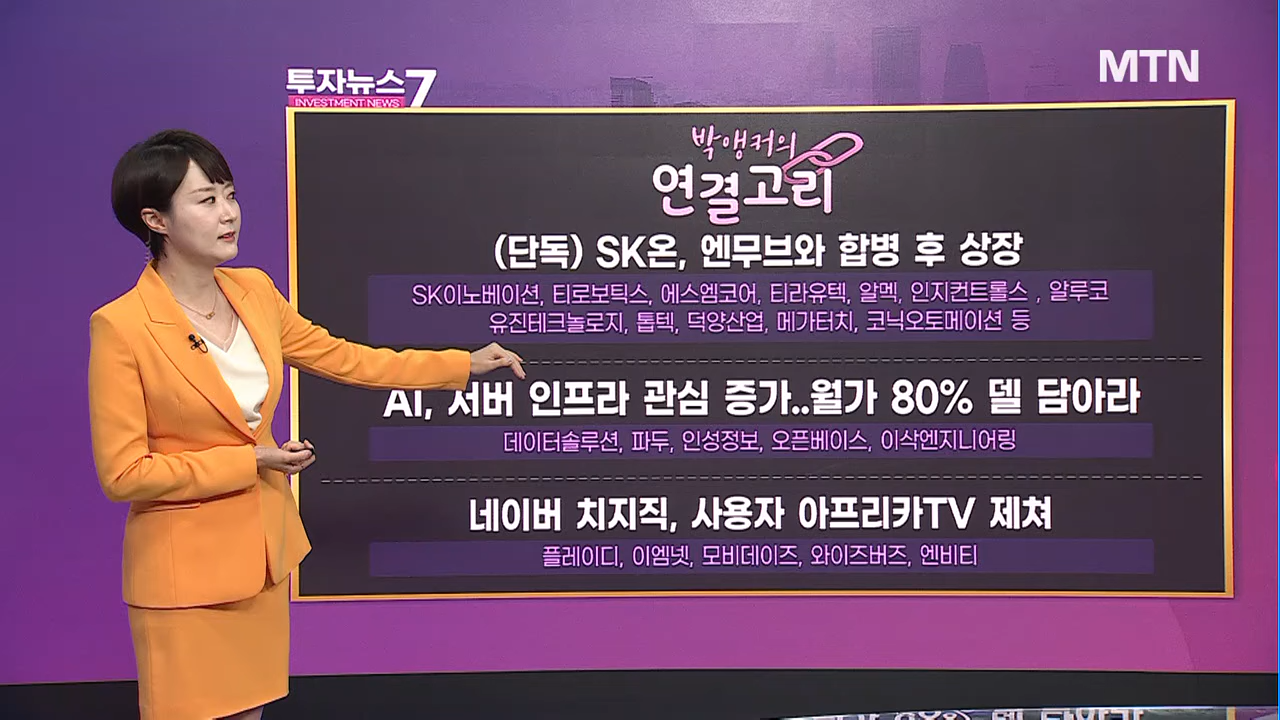 MTN
투자뉴스7
INVESTMENT NEWS
박앵커의
연결고리
(단독) SK온, 엔무브와 합병 후 상장
SK이노베이션, 티로보틱스, 에스엠코어, 티라유텍, 알멕, 인지컨트롤스 , 알루코
유진테크놀로지, 톱텍, 덕양산업, 메가터치, 코닉오토메이션 등
AI, 서버 인프라 관심 증가..월가 80% 델 담아라
데이터솔루션, 파두, 인성정보, 오픈베이스, 이삭엔지니어링
네이버 치지직, 사용자 아프리카TV 제쳐
플레이디, 이엠넷, 모비데이즈, 와이즈버즈, 엔비티